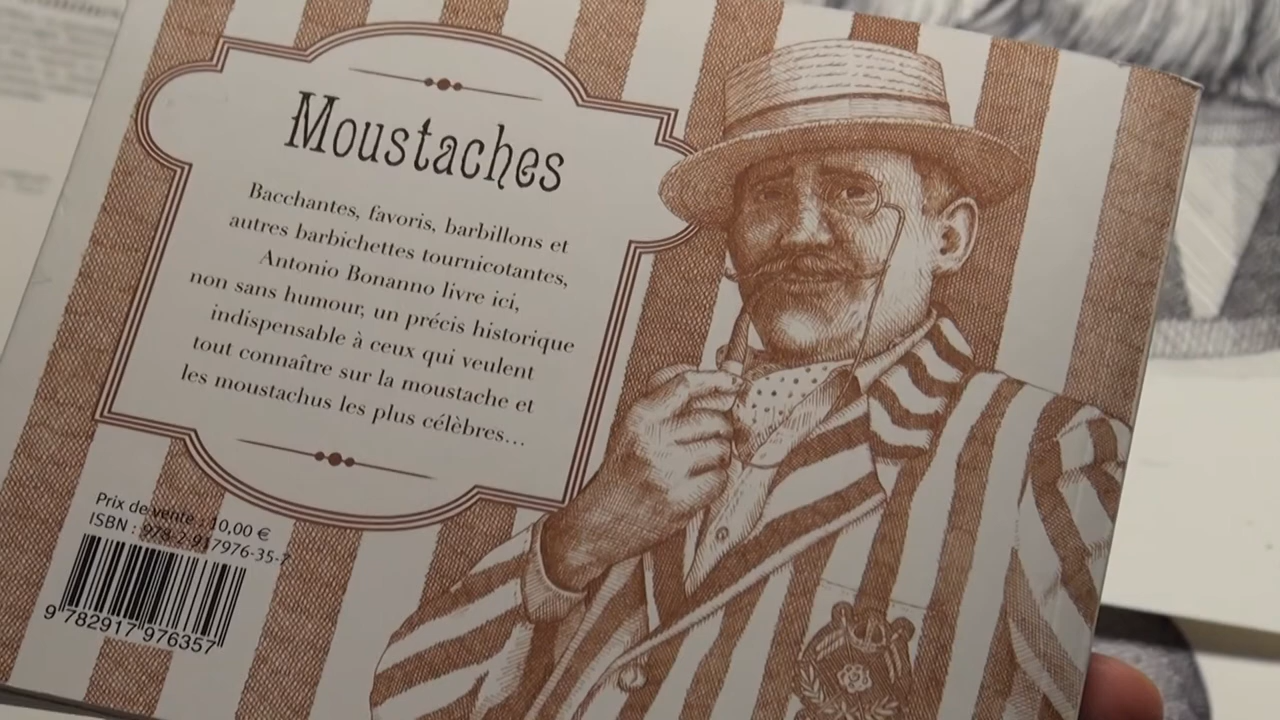 Moustaches
Bacchantes, favoris, barbillons et
autres barbichettes tournicotantes,
Antonio Bonanno livre ici,
non sans humour, un précis historique
indispensable à ceux qui veulent
tout connaître sur la moustache et
les moustachus les plus célèbres...
Prix de vente : 10,00 €
ISBN : 978-2-917976-35-7
9 782917 976357